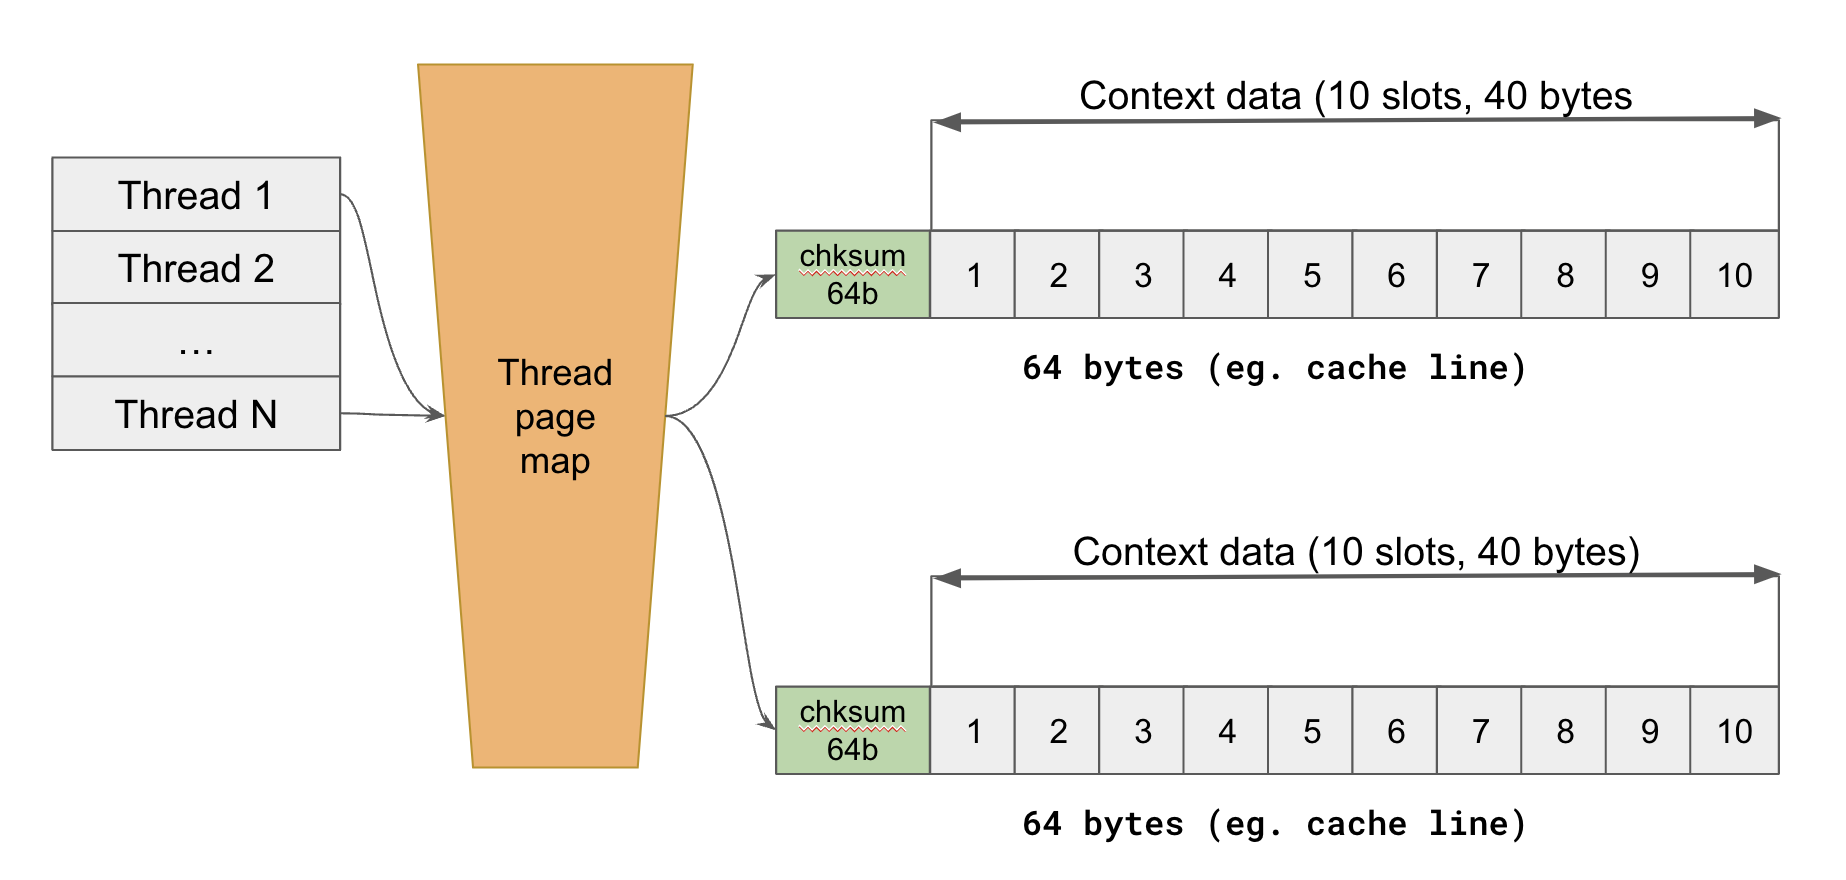 Thread 1
Thread 2
…
Thread N
Thread
page
map
Context data (10 slots, 40 bytes
chksum
64b
1 2 3 4 5 6 7 8 9 10
64 bytes (eg. cache line)
Context data (10 slots, 40 bytes)
chksum
64b
1 2 3 4 5 6 7 8 9 10
64 bytes (eg. cache line)